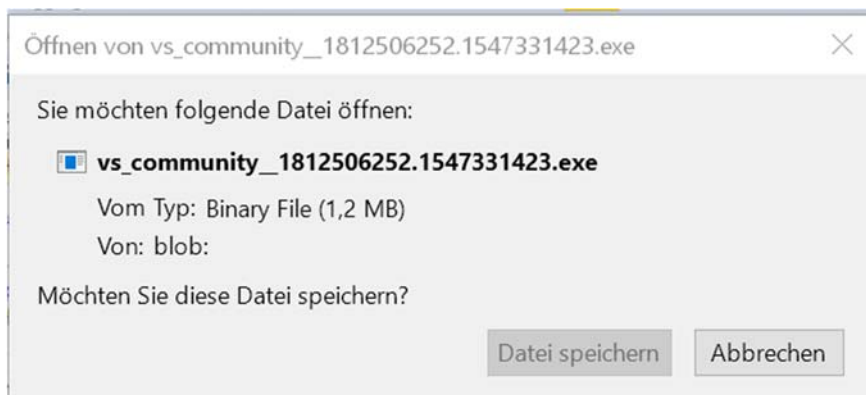 Öffnen von vs_community__1812506252.1547331423.exe
Sie möchten folgende Datei öffnen:
vs_community__1812506252.1547331423.exe
Vom Typ: Binary File (1,2 MB)
Von: blob:
Möchten Sie diese Datei speichern?
Datei speichern Abbrechen